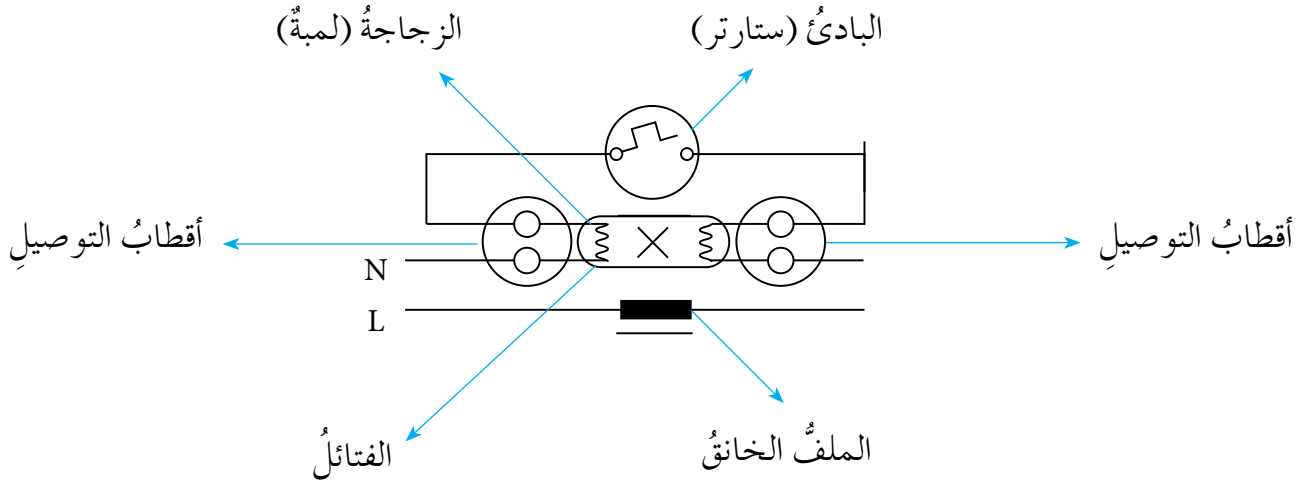 البادئُ (ستارتر)
الزجاجةُ (لمبةٌ)
أقطابُ التوصيلِ
أقطابُ التوصيلِ
N
L
الملفُّ الخانقُ
الفتائلُ